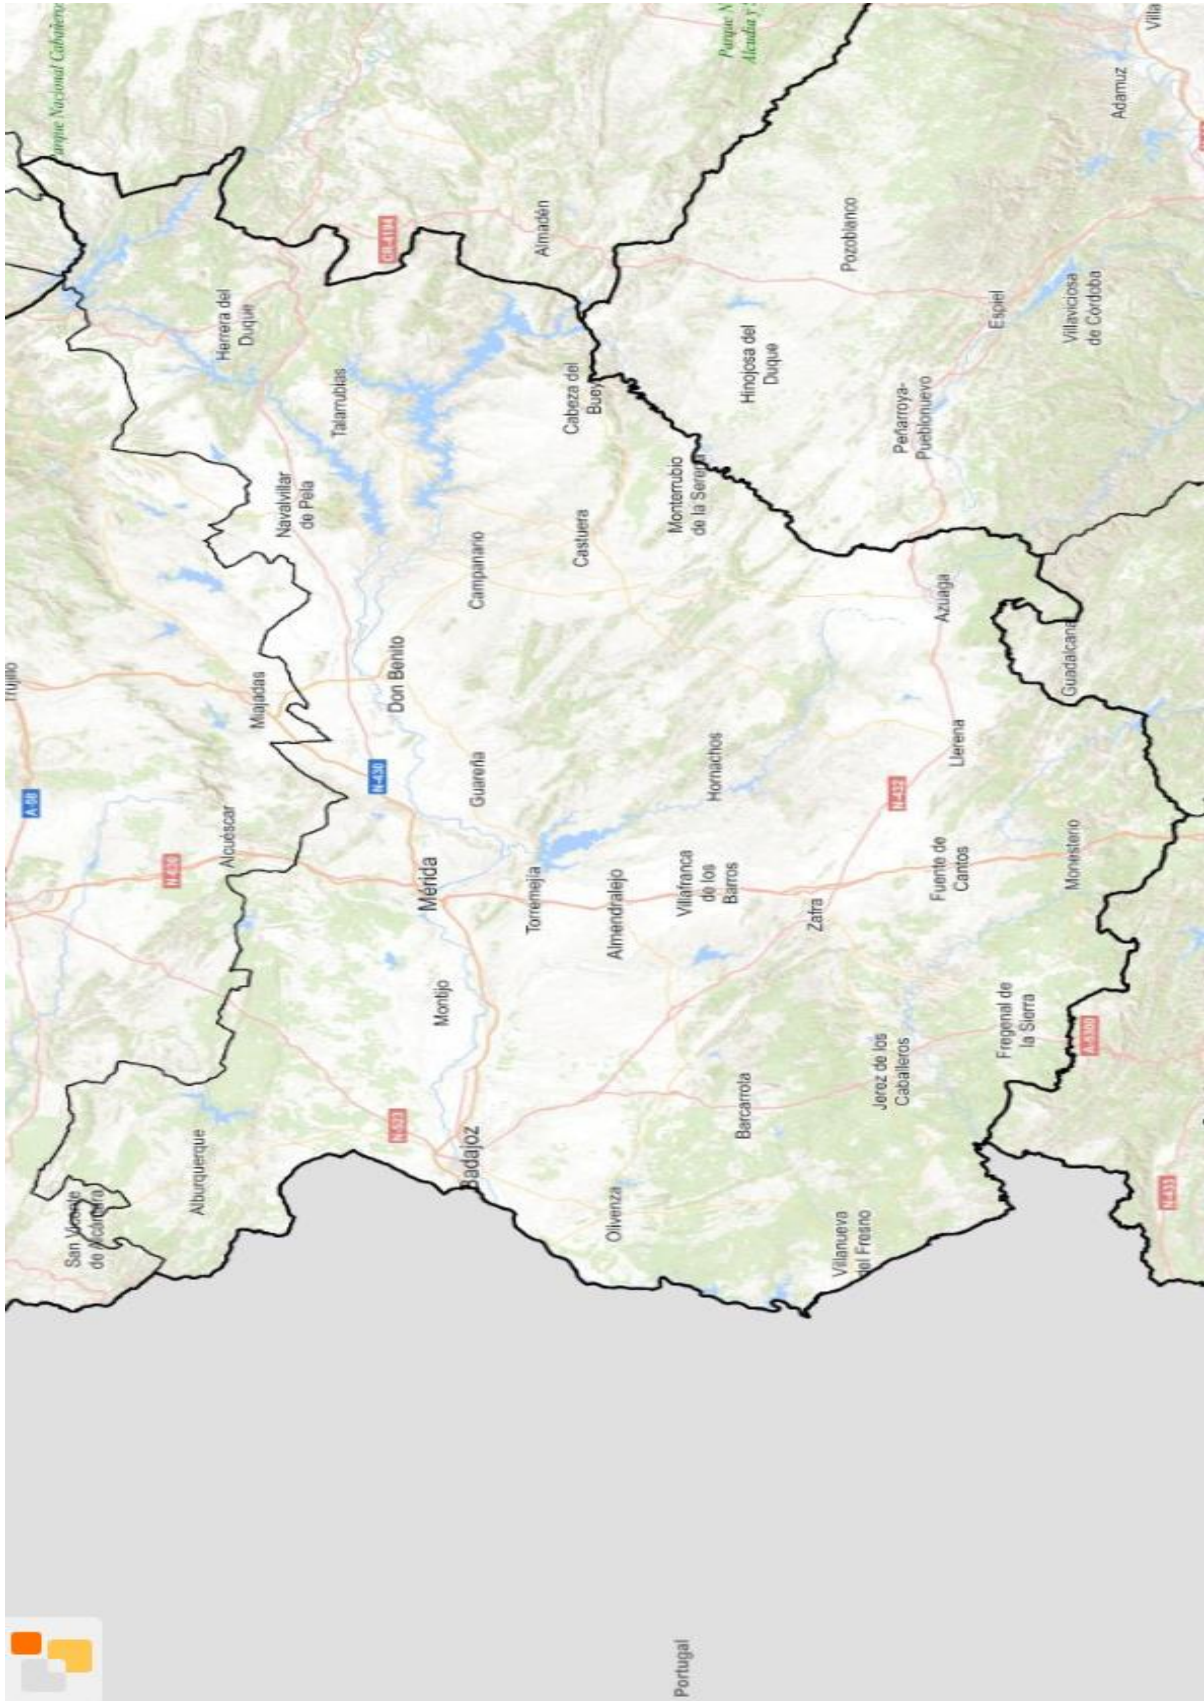 Trujillo
A-58
arque Nacional Cabañeros
San Vicente
de Alcántara
N-630
Alburquerque
Alcuéscar
Herrera del
Duque
Miajadas
Navalvillar
de Pela
Talarrubias
N-430
CR-4194
N-523
Don Benito
Mérida
Montijo
Badajoz
Guareña
Campanario
Torremejía
Almadén
Cabeza del
Buey
Castuera
Olivenza
Almendralejo
Portugal
Villafranca
de los
Barros
Monterrubio
de la Serena
Hornachos
Parque N
Alcudia y
Barcarrota
Hinojosa del
Duque
Zafra
Villanueva
del Fresno
Pozoblanco
Jerez de los
Caballeros
N-432
Peñarroya-
Pueblonuevo
Fuente de
Cantos
Azuaga
Llerena
Espiel
Fregenal de
la Sierra
Guadalcanal
Monesterio
Villaviciosa
de Córdoba
A-5300
Adamuz
Villa
N-433